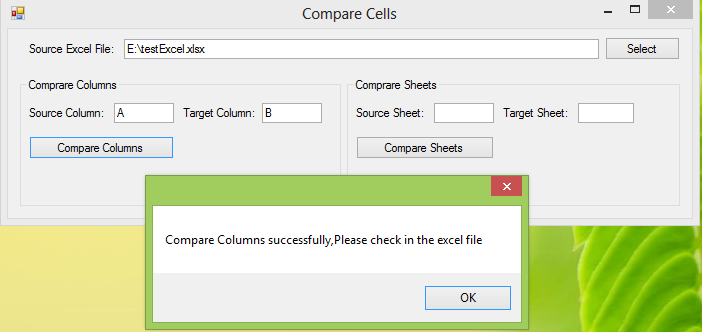 Compare Cells
Source Excel File: E:\testExcel.xlsx Select
Comprare Columns Comprare Sheets
Source Column: A Target Column: B Source Sheet: Target Sheet:
Compare Columns Compare Sheets
Compare Columns successfully,Please check in the excel file
OK